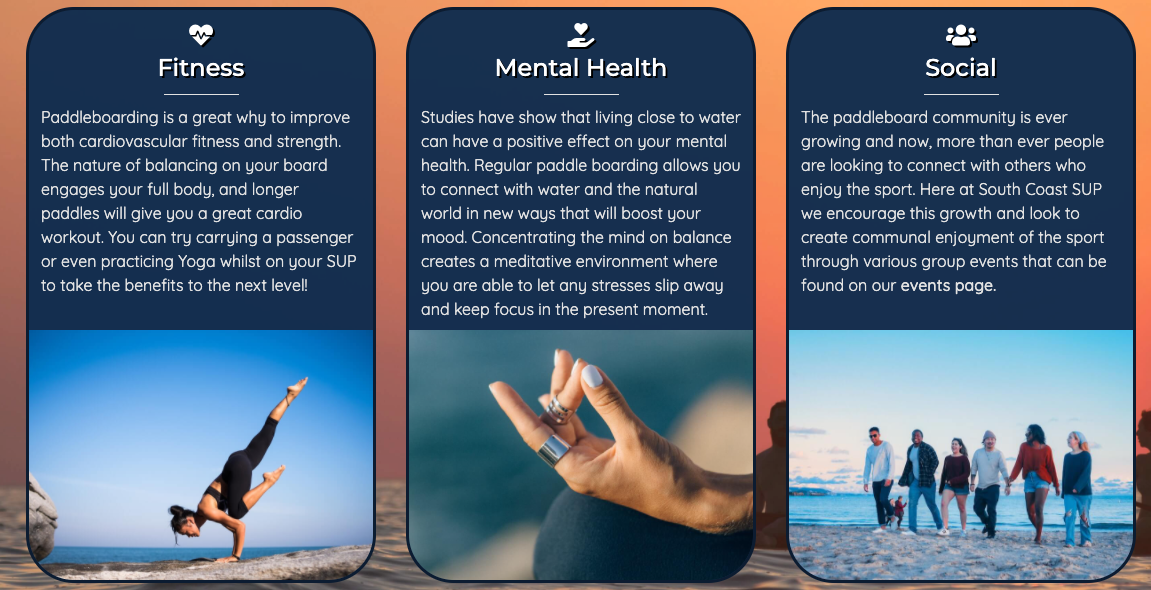 Fitness
Paddleboarding is a great why to improve
both cardiovascular fitness and strength.
The nature of balancing on your board
engages your full body, and longer
paddles will give you a great cardio
workout. You can try carrying a passenger
or even practicing Yoga whilst on your SUP
to take the benefits to the next level!
Mental Health
Studies have show that living close to water
can have a positive effect on your mental
health. Regular paddle boarding allows you
to connect with water and the natural
world in new ways that will boost your
mood. Concentrating the mind on balance
creates a meditative environment where
you are able to let any stresses slip away
and keep focus in the present moment.
Social
The paddleboard community is ever
growing and now, more than ever people
are looking to connect with others who
enjoy the sport. Here at South Coast SUP
we encourage this growth and look to
create communal enjoyment of the sport
through various group events that can be
found on our events page.